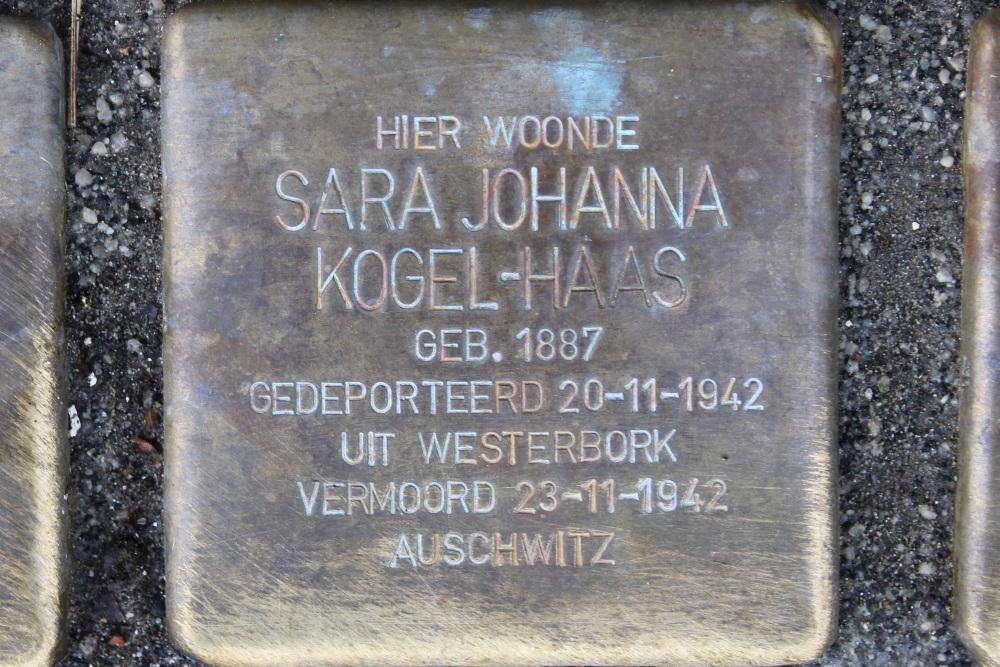 HIER WOONDE
SARA JOHANNA
KOGEL-HAAS
GEB. 1887
GEDEPORTEERD 20-11-1942
UIT WESTERBORK
VERMOORD 23-11-1942
AUSCHWITZ